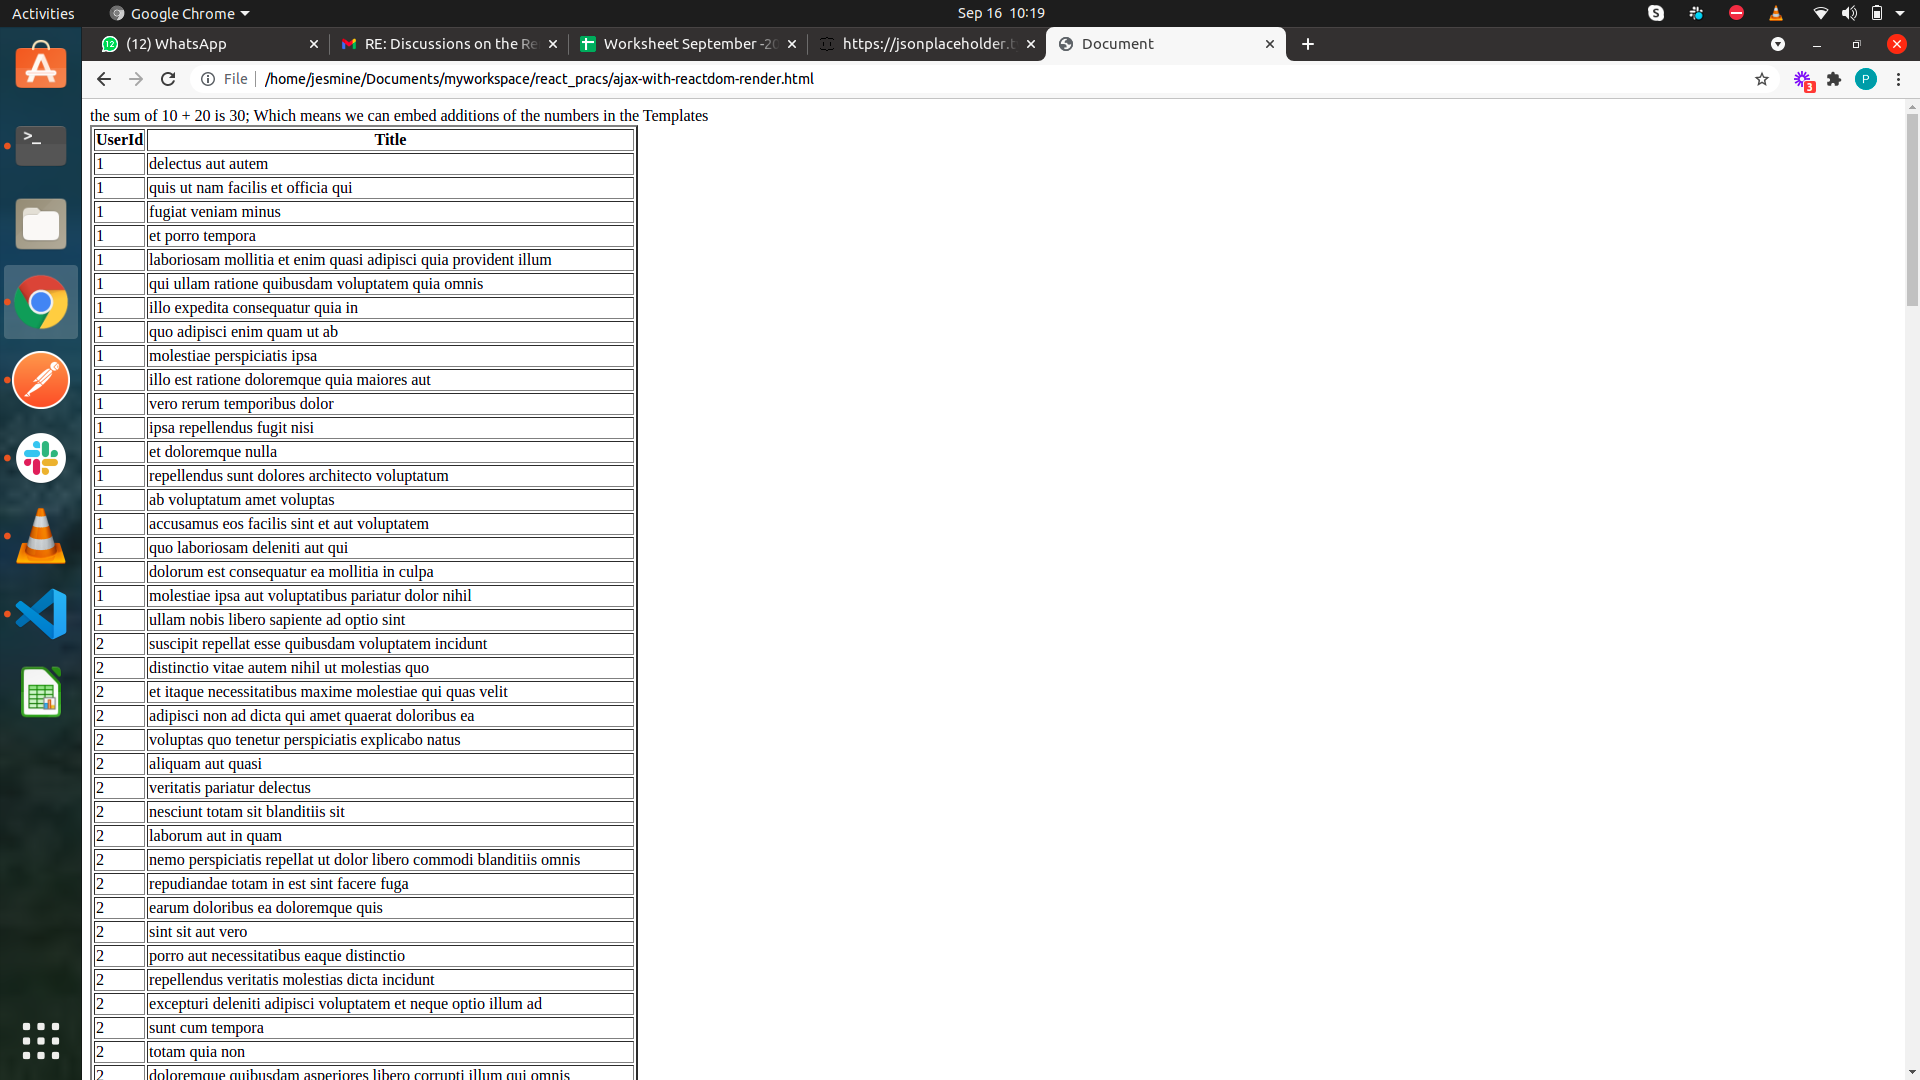 Activities
Google Chrome
Sep 16 10:19
(12) WhatsApp
RE: Discussions on the Re
Worksheet September -20
https://jsonplaceholder.t
Document
File
/home/jesmine/Documents/myworkspace/react_pracs/ajax-with-reactdom-render.html
P
3
the sum of 10 + 20 is 30; Which means we can embed additions of the numbers in the Templates
UserId Title
1 delectus aut autem
1 quis ut nam facilis et officia qui
1 fugiat veniam minus
1 et porro tempora
1 laboriosam mollitia et enim quasi adipisci quia provident illum
1 qui ullam ratione quibusdam voluptatem quia omnis
1 illo expedita consequatur quia in
1 quo adipisci enim quam ut ab
1 molestiae perspiciatis ipsa
1 illo est ratione doloremque quia maiores aut
1 vero rerum temporibus dolor
1 ipsa repellendus fugit nisi
1 et doloremque nulla
1 repellendus sunt dolores architecto voluptatum
1 ab voluptatum amet voluptas
1 accusamus eos facilis sint et aut voluptatem
1 quo laboriosam deleniti aut qui
1 dolorum est consequatur ea mollitia in culpa
1 molestiae ipsa aut voluptatibus pariatur dolor nihil
1 ullam nobis libero sapiente ad optio sint
2 suscipit repellat esse quibusdam voluptatem incidunt
2 distinctio vitae autem nihil ut molestias quo
2 et itaque necessitatibus maxime molestiae qui quas velit
2 adipisci non ad dicta qui amet quaerat doloribus ea
2 voluptas quo tenetur perspiciatis explicabo natus
2 aliquam aut quasi
2 veritatis pariatur delectus
2 nesciunt totam sit blanditiis sit
2 laborum aut in quam
2 nemo perspiciatis repellat ut dolor libero commodi blanditiis omnis
2 repudiandae totam in est sint facere fuga
2 earum doloribus ea doloremque quis
2 sint sit aut vero
2 porro aut necessitatibus eaque distinctio
2 repellendus veritatis molestias dicta incidunt
2 excepturi deleniti adipisci voluptatem et neque optio illum ad
2 sunt cum tempora
2 totam quia non
2 doloremque quibusdam asperiores libero corrupti illum qui omnis